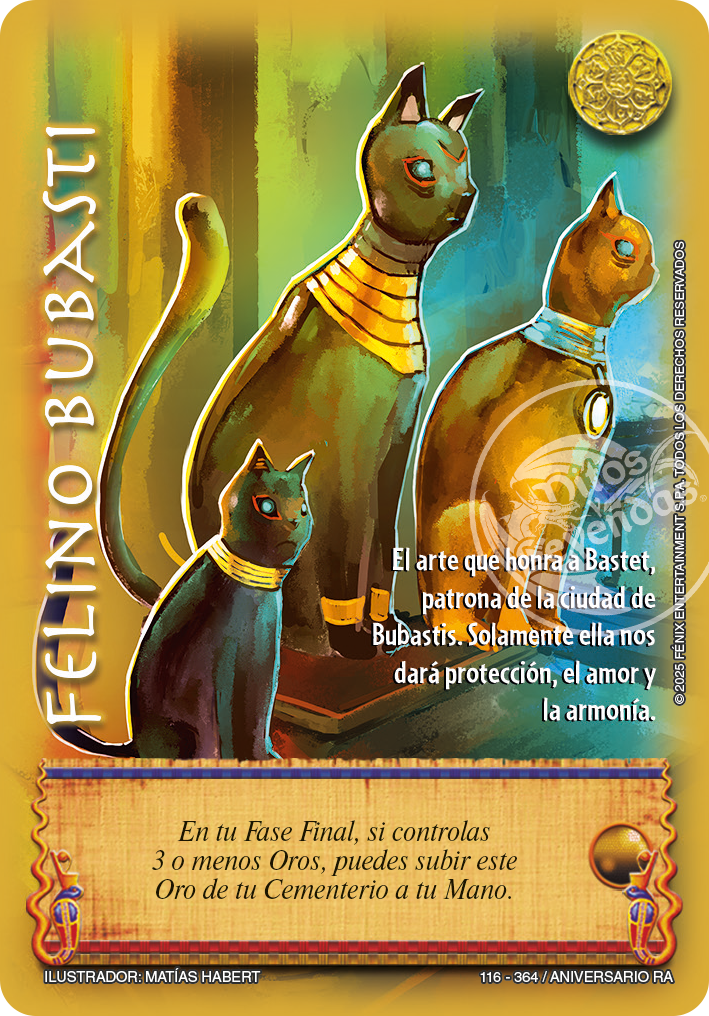 FELINO BUBASTI
El arte que honra a Bastet,
patrona de la ciudad de
Bubastis. Solamente ella nos
dará protección, el amor y
la armonía.
Mitos
Leyendas®
© 2025 FÉNIX ENTERTAINMENT S.P.A. TODOS LOS DERECHOS RESERVADOS
En tu Fase Final, si controlas
3 o menos Oros, puedes subir este
Oro de tu Cementerio a tu Mano.
ILUSTRADOR: MATÍAS HABERT
116 - 364 / ANIVERSARIO RA